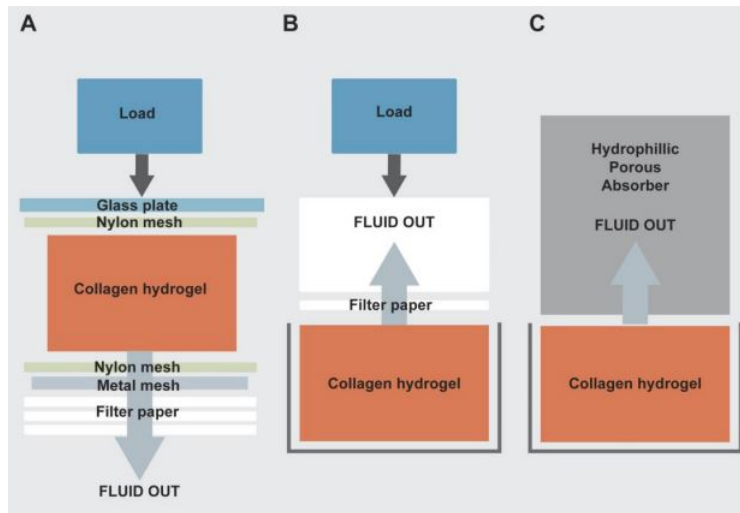 A
Load
Glass plate
Nylon mesh
Collagen hydrogel
Nylon mesh
Metal mesh
Filter paper
FLUID OUT
B
Load
FLUID OUT
Filter paper
Collagen hydrogel
C
Hydrophillic
Porous
Absorber
FLUID OUT
Collagen hydrogel